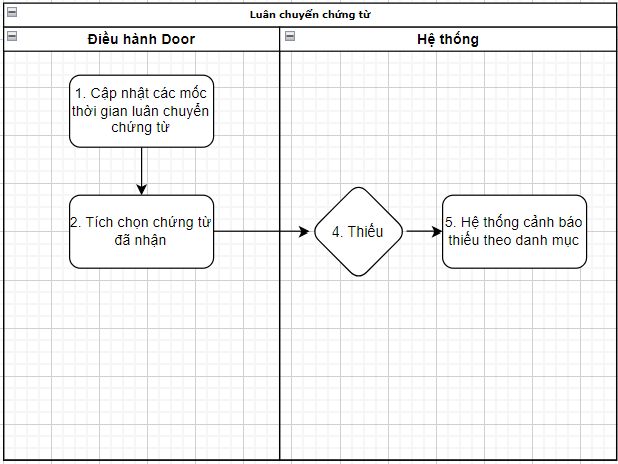 Luân chuyển chứng từ
Điều hành Door
Hệ thống
1. Cập nhật các mốc
thời gian luân chuyển
chứng từ
2. Tích chọn chứng từ
đã nhận
4. Thiếu
5. Hệ thống cảnh báo
thiếu theo danh mục